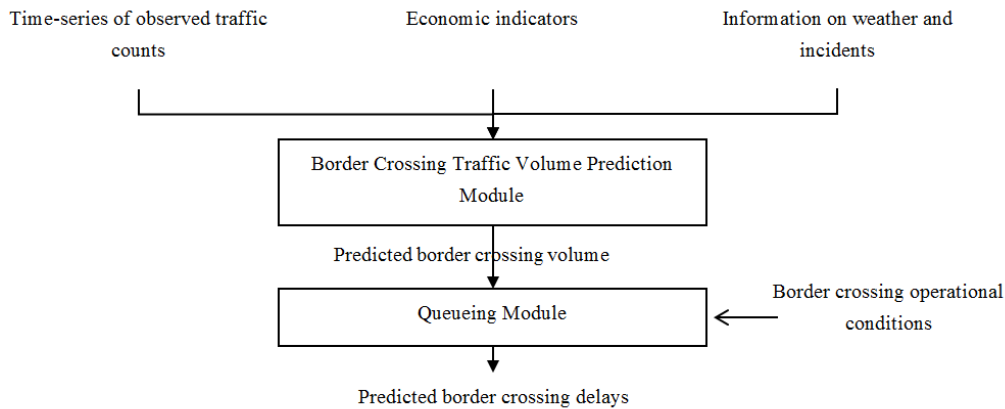 Time-series of observed traffic
counts
Economic indicators
Information on weather and
incidents
Border Crossing Traffic Volume Prediction
Module
Predicted border crossing volume
Queueing Module
Border crossing operational
conditions
Predicted border crossing delays